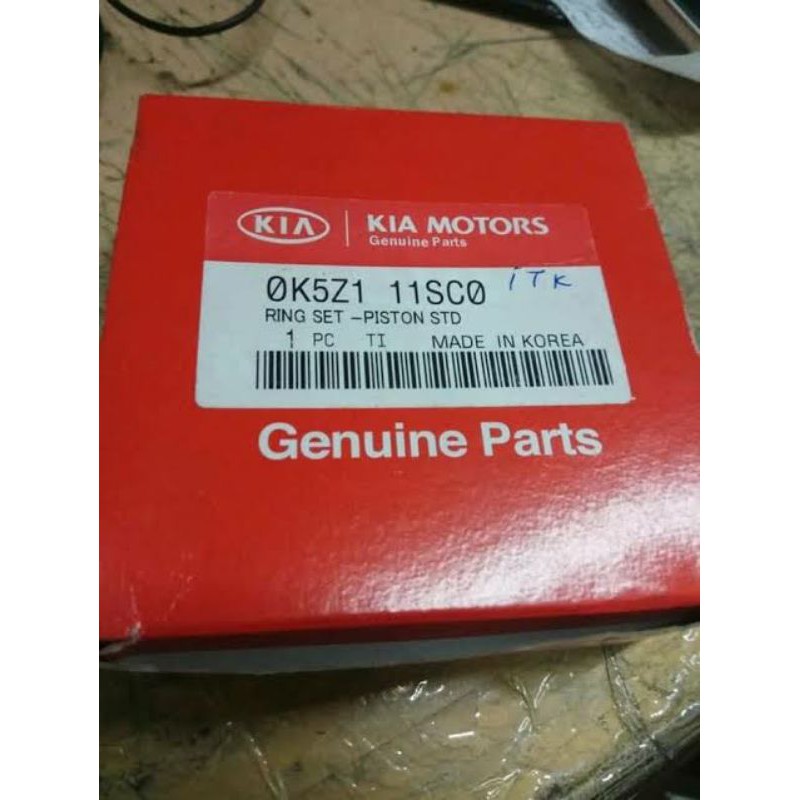 KIA
KIA MOTORS
Genuine Parts
0K5Z1 11SC0
iTK
RING SET -PISTON STD
1 PC TI MADE IN KOREA
Genuine Parts